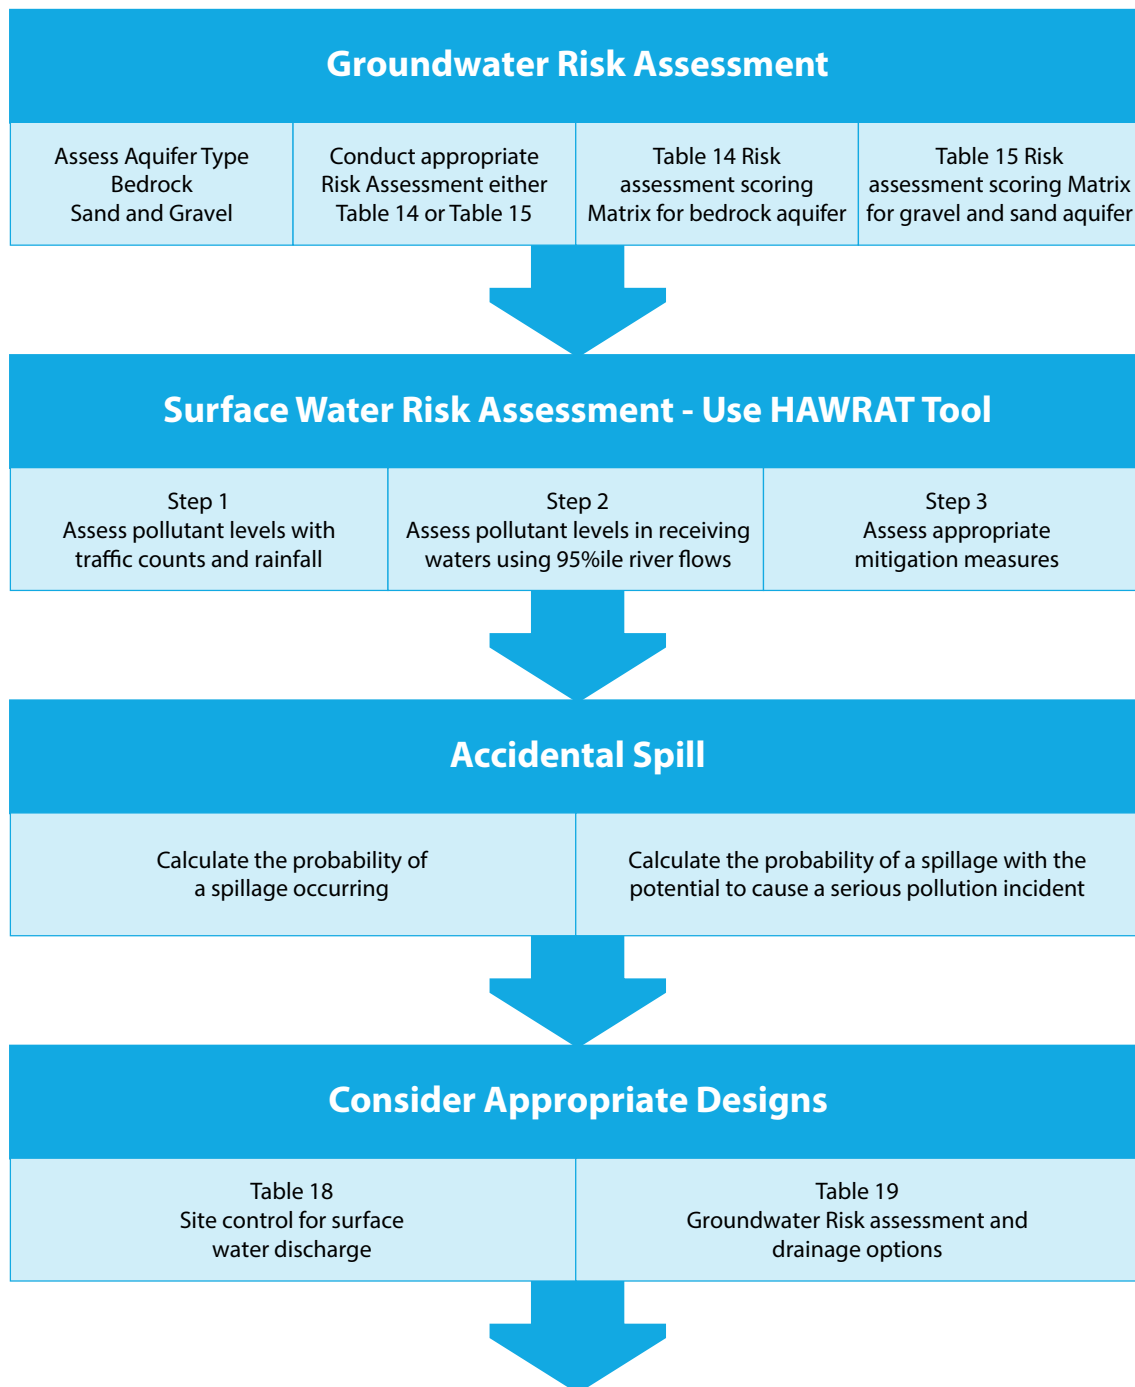 Groundwater Risk Assessment
Assess Aquifer Type
Bedrock
Sand and Gravel
Conduct appropriate
Risk Assessment either
Table 14 or Table 15
Table 14 Risk
assessment scoring
Matrix for bedrock aquifer
Table 15 Risk
assessment scoring Matrix
for gravel and sand aquifer
Surface Water Risk Assessment - Use HAWRAT Tool
Step 1
Assess pollutant levels with
traffic counts and rainfall
Step 2
Assess pollutant levels in receiving
waters using 95%ile river flows
Step 3
Assess appropriate
mitigation measures
Accidental Spill
Calculate the probability of
a spillage occurring
Calculate the probability of a spillage with the
potential to cause a serious pollution incident
Consider Appropriate Designs
Table 18
Site control for surface
water discharge
Table 19
Groundwater Risk assessment and
drainage options